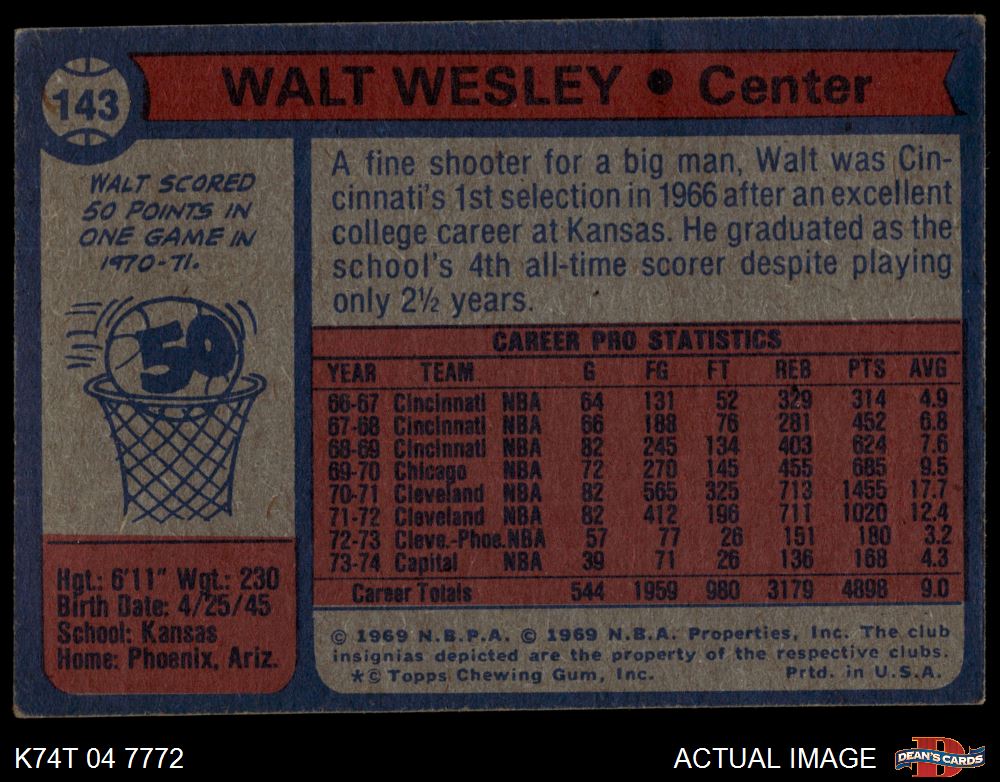 143
WALT WESLEY • Center
WALT SCORED
50 POINTS IN
ONE GAME IN
1970-71.
50
Hgt.: 6'11" Wgt.: 230
Birth Date: 4/25/45
School: Kansas
Home: Phoenix, Ariz.
A fine shooter for a big man, Walt was Cin-
cinnati's 1st selection in 1966 after an excellent
college career at Kansas. He graduated as the
school's 4th all-time scorer despite playing
only 2½ years.
CAREER PRO STATISTICS
YEAR TEAM G FG FT REB PTS AVG
66-67 Cincinnati NBA 64 131 52 329 314 4.9
67-68 Cincinnati NBA 66 188 76 281 452 6.8
68-69 Cincinnati NBA 82 245 134 403 624 7.6
69-70 Chicago NBA 72 270 145 455 685 9.5
70-71 Cleveland NBA 82 565 325 713 1455 17.7
71-72 Cleveland NBA 82 412 196 711 1020 12.4
72-73 Cleve.-Phoe. NBA 57 77 26 151 180 3.2
73-74 Capital NBA 39 71 26 136 168 4.3
Career Totals 544 1959 980 3179 4898 9.0
© 1969 N.B.P.A. © 1969 N.B.A. Properties, Inc. The club
insignias depicted are the property of the respective clubs.
*© Topps Chewing Gum, Inc. Prtd. in U.S.A.
K74T 04 7772
ACTUAL IMAGE
D
DEAN'S CARDS